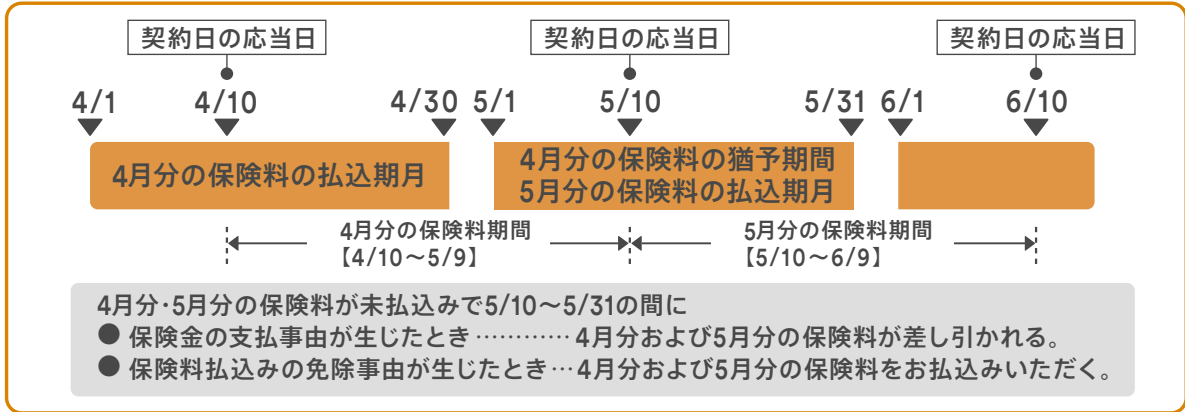 契約日の応当日 契約日の応当日 契約日の応当日
4/1 4/10 4/30 5/1 5/10 5/31 6/1 6/10
4月分の保険料の払込期月
4月分の保険料の猶予期間
5月分の保険料の払込期月
4月分の保険料期間
【4/10〜5/9】
5月分の保険料期間
【5/10〜6/9】
4月分・5月分の保険料が未払込みで5/10〜5/31の間に
● 保険金の支払事由が生じたとき…………4月分および5月分の保険料が差し引かれる。
● 保険料払込みの免除事由が生じたとき…4月分および5月分の保険料をお払込みいただく。